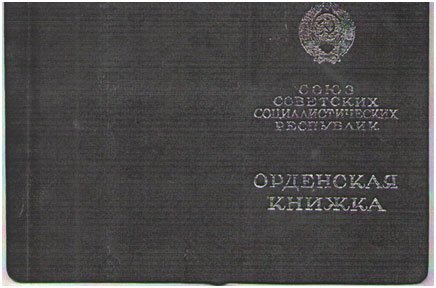 СОЮЗ
СОВЕТСКИХ
СОЦИАЛИСТИЧЕСКИХ
РЕСПУБЛИК
ОРДЕНСКАЯ
КНИЖКА